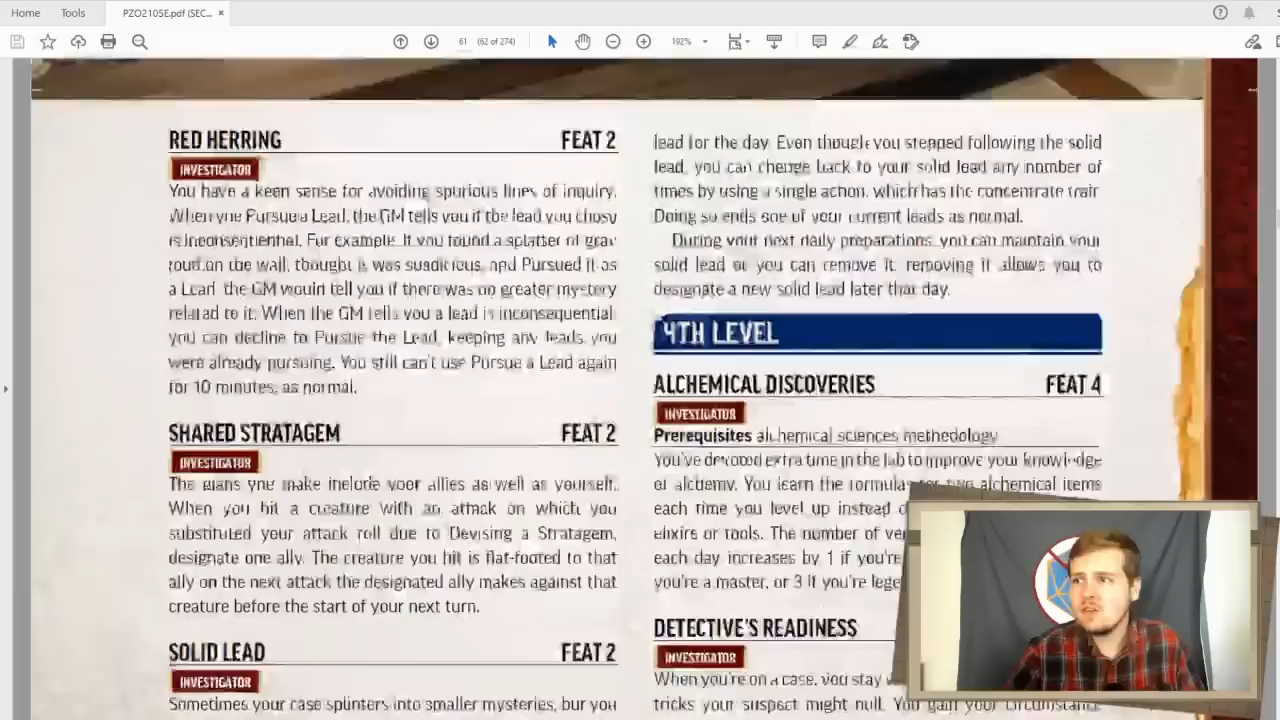 Home Tools PZO2105E.pdf (SEC... ×
61 (62 of 274) 192%
RED HERRING FEAT 2
INVESTIGATOR
You have a keen sense for avoiding spurious lines of inquiry.
When you Pursue a Lead, the GM tells you if the lead you chose
is inconsequential. For example, if you found a splatter of gray
mud on the wall, thought it was suspicious, and Pursued it as
a Lead, the GM would tell you if there was no greater mystery
related to it. When the GM tells you a lead is inconsequential,
you can decline to Pursue the Lead, keeping any leads you
were already pursuing. You still can't use Pursue a Lead again
for 10 minutes, as normal.
SHARED STRATAGEM FEAT 2
INVESTIGATOR
The plans you make include your allies as well as yourself.
When you hit a creature with an attack on which you
substituted your attack roll due to Devising a Stratagem,
designate one ally. The creature you hit is flat-footed to that
ally on the next attack the designated ally makes against that
creature before the start of your next turn.
SOLID LEAD FEAT 2
INVESTIGATOR
Sometimes your case splinters into smaller mysteries, but you
lead for the day. Even though you stopped following the solid
lead, you can change back to your solid lead any number of
times by using a single action, which has the concentrate trait.
Doing so ends one of your current leads as normal.
During your next daily preparations, you can maintain your
solid lead or you can remove it; removing it allows you to
designate a new solid lead later that day.
4TH LEVEL
ALCHEMICAL DISCOVERIES FEAT 4
INVESTIGATOR
Prerequisites alchemical sciences methodology
You've devoted extra time in the lab to improve your knowledge
of alchemy. You learn the formulas for two alchemical items
each time you level up instead o
elixirs or tools. The number of ver
each day increases by 1 if you're
you're a master, or 3 if you're lege
DETECTIVE'S READINESS
INVESTIGATOR
When you're on a case, you stay
tricks your suspect might pull. You gain your circumstance